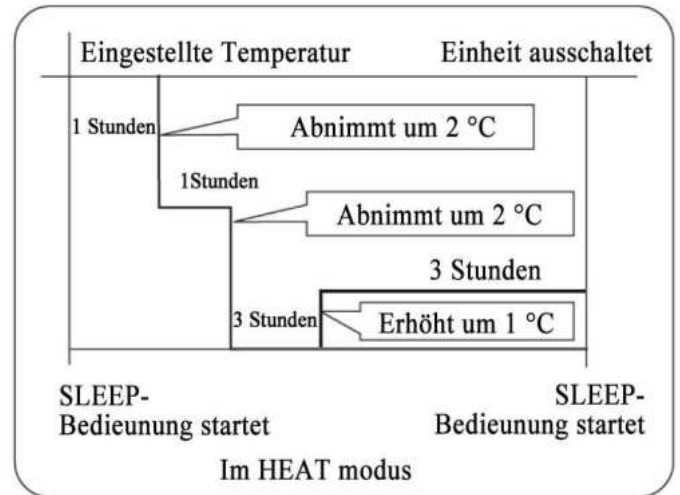 Eingestellte Temperatur
Einheit ausschaltet
1 Stunden
Abnimmt um 2 °C
1Stunden
Abnimmt um 2 °C
3 Stunden
3 Stunden
Erhöht um 1 °C
SLEEP-
Bedieunung startet
SLEEP-
Bedieunung startet
Im HEAT modus